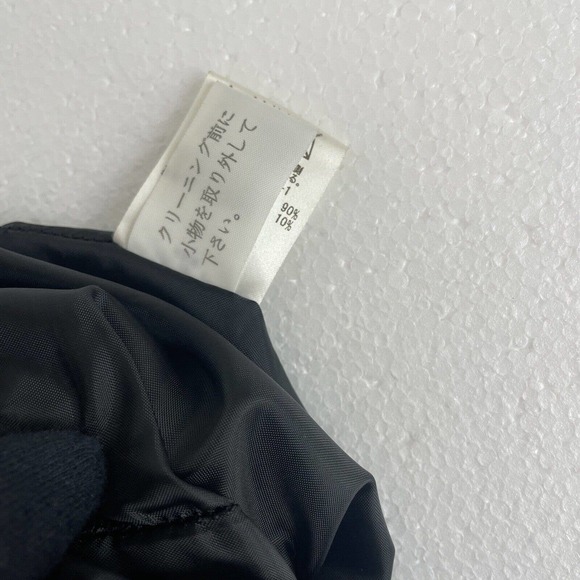 クリーニング前に
小物を取り外して
下さい。
90%
10%